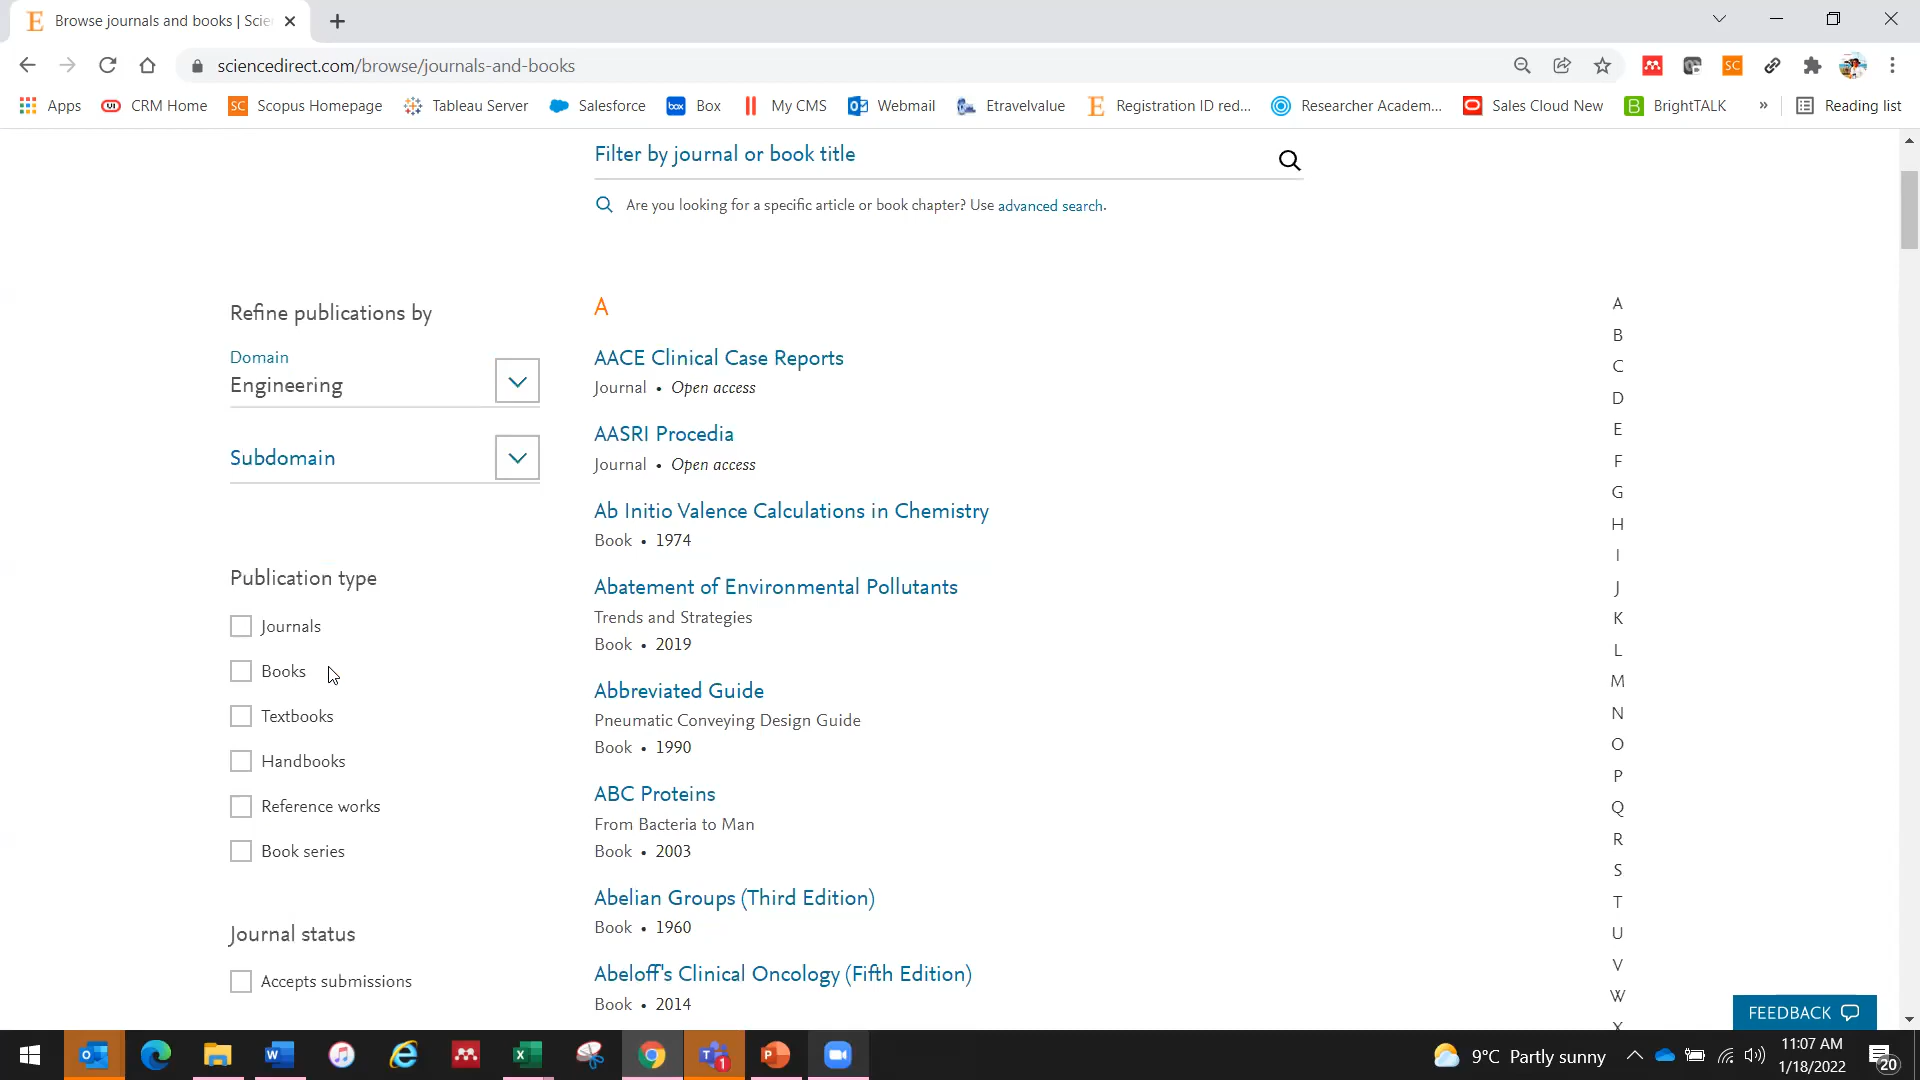 Browse journals and books | Scie
sciencedirect.com/browse/journals-and-books
Apps CRM Home Scopus Homepage Tableau Server Salesforce Box My CMS Webmail Etravelvalue Registration ID red... Researcher Academ... Sales Cloud New BrightTALK » Reading list
Filter by journal or book title
Are you looking for a specific article or book chapter? Use advanced search.
Refine publications by
Domain
Engineering
Subdomain
Publication type
Journals
Books
Textbooks
Handbooks
Reference works
Book series
Journal status
Accepts submissions
A
AACE Clinical Case Reports
Journal • Open access
AASRI Procedia
Journal • Open access
Ab Initio Valence Calculations in Chemistry
Book • 1974
Abatement of Environmental Pollutants
Trends and Strategies
Book • 2019
Abbreviated Guide
Pneumatic Conveying Design Guide
Book • 1990
ABC Proteins
From Bacteria to Man
Book • 2003
Abelian Groups (Third Edition)
Book • 1960
Abeloff's Clinical Oncology (Fifth Edition)
Book • 2014
A
B
C
D
E
F
G
H
I
J
K
L
M
N
O
P
Q
R
S
T
U
V
W
X
FEEDBACK
9°C Partly sunny
11:07 AM
1/18/2022
20